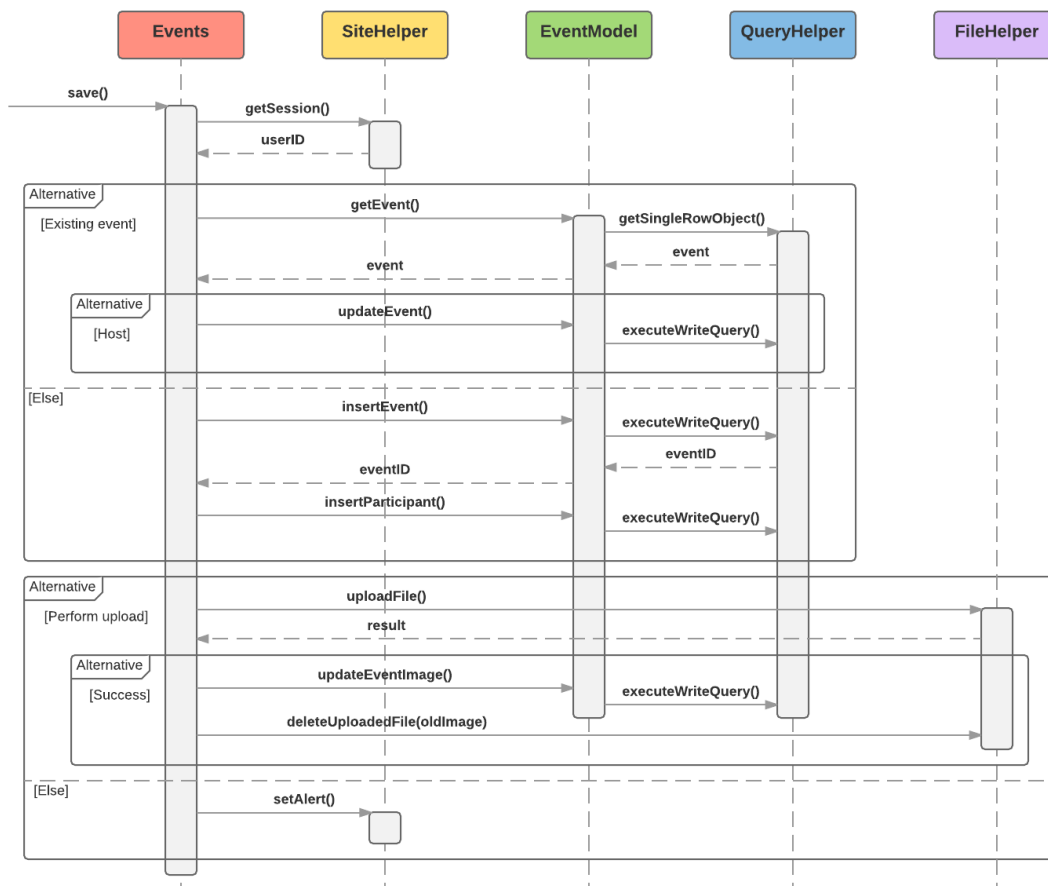 Events
SiteHelper
EventModel
QueryHelper
FileHelper
save()
getSession()
userID
Alternative
[Existing event]
getEvent()
getSingleRowObject()
event
event
Alternative
[Host]
updateEvent()
executeWriteQuery()
[Else]
insertEvent()
executeWriteQuery()
eventID
eventID
insertParticipant()
executeWriteQuery()
Alternative
[Perform upload]
uploadFile()
result
Alternative
[Success]
updateEventImage()
executeWriteQuery()
deleteUploadedFile(oldImage)
[Else]
setAlert()